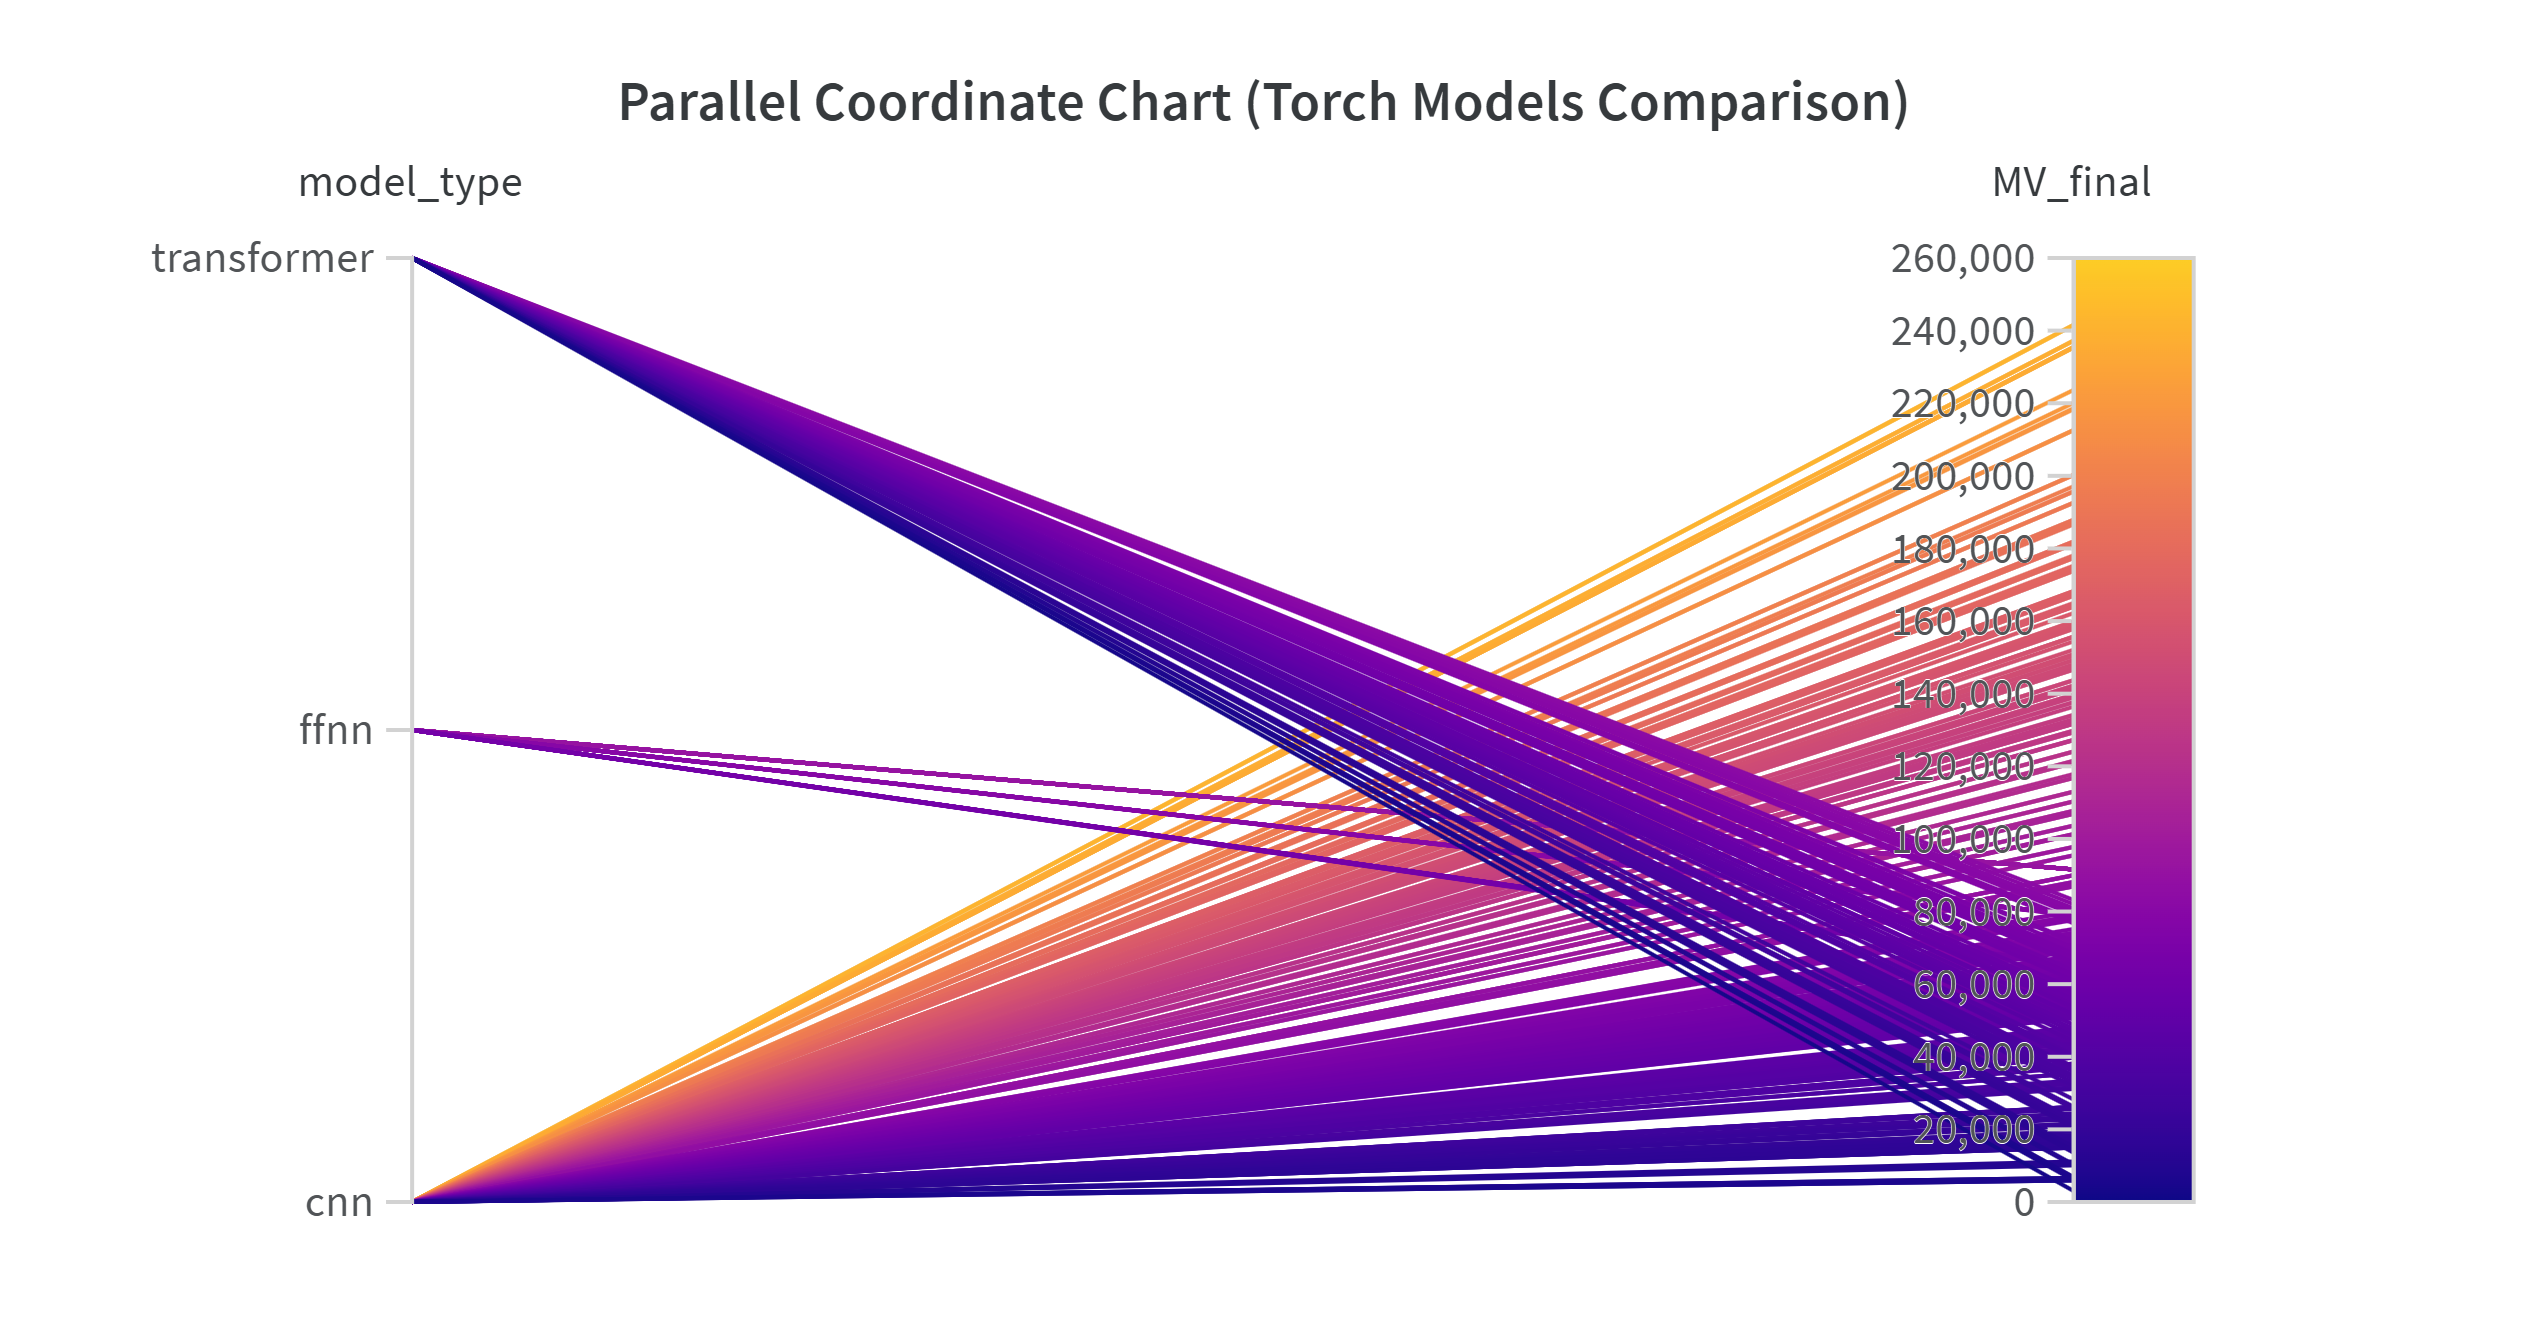 Parallel Coordinate Chart (Torch Models Comparison)
model_type
MV_final
transformer
ffnn
cnn
260,000
240,000
220,000
200,000
180,000
160,000
140,000
120,000
100,000
80,000
60,000
40,000
20,000
0